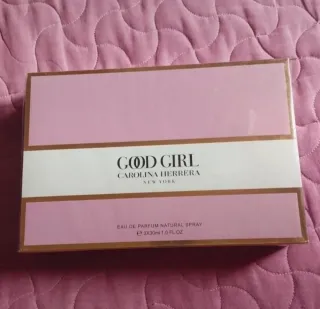 GOOD GIRL
CAROLINA HERRERA
NEW YORK
EAU DE PARFUM NATURAL SPRAY